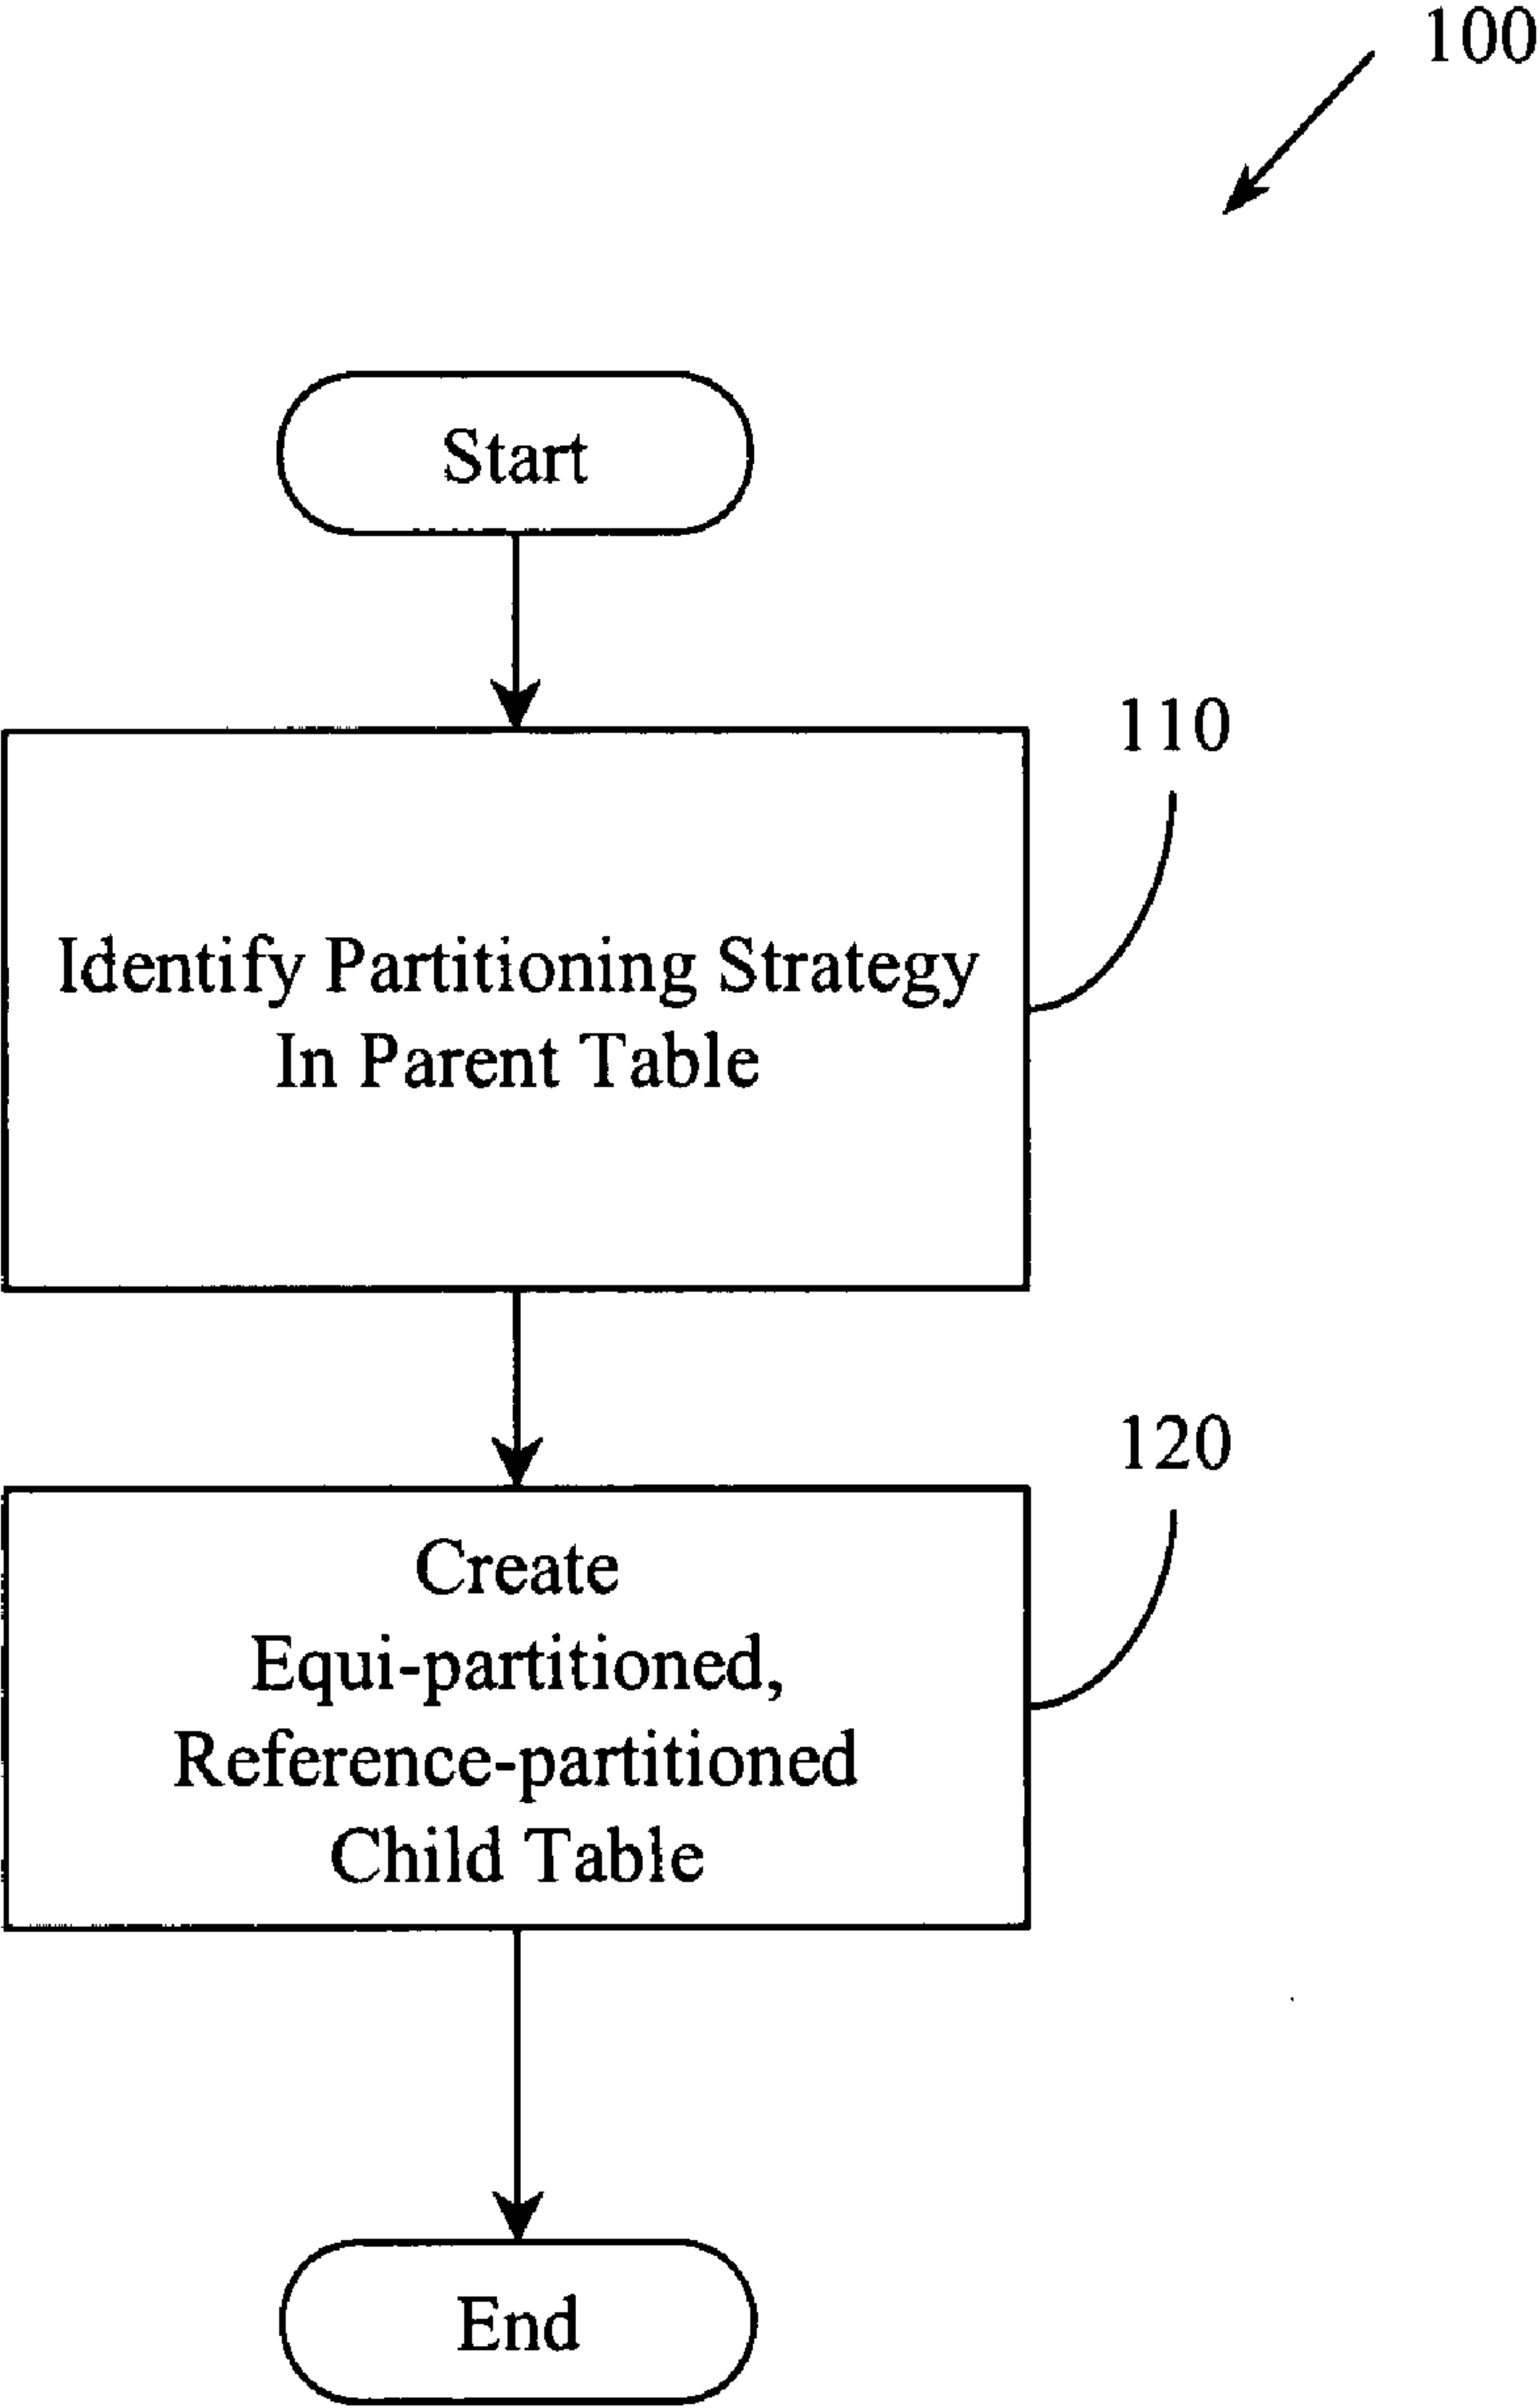 100
Start
110
Identify Partitioning Strategy
In Parent Table
120
Create
Equi-partitioned,
Reference-partitioned
Child Table
End